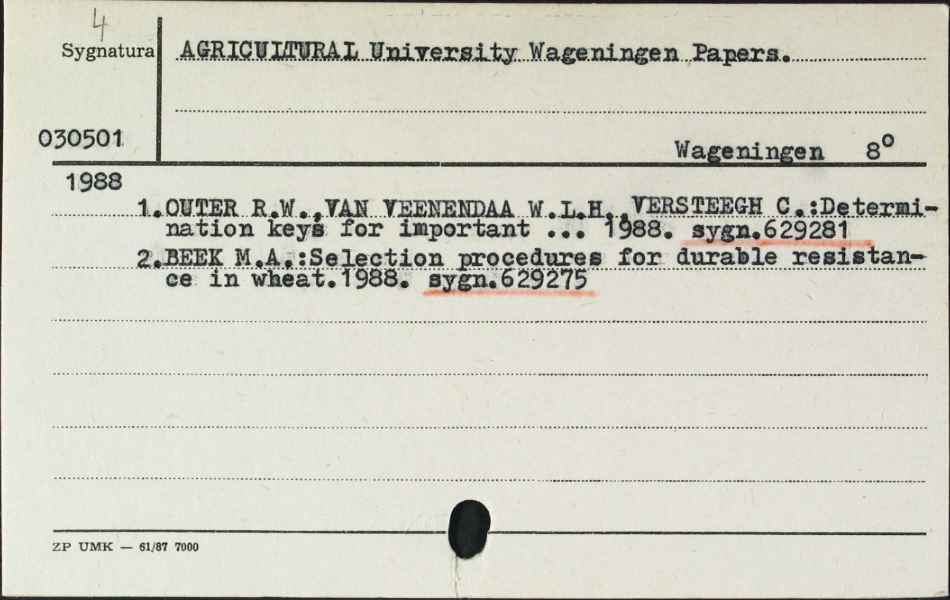 4
Sygnatura
AGRICULTURAL University Wageningen Papers.
030501
Wageningen 8º
1988
1.OUTER R.W.,VAN VEENENDAA W.L.H.,VERSTEEGH C.:Determi-
nation keys for important ... 1988. sygn.629281
2.BEEK M.A.:Selection procedures for durable resistan-
ce in wheat.1988. sygn.629275
ZP UMK — 61/87 7000